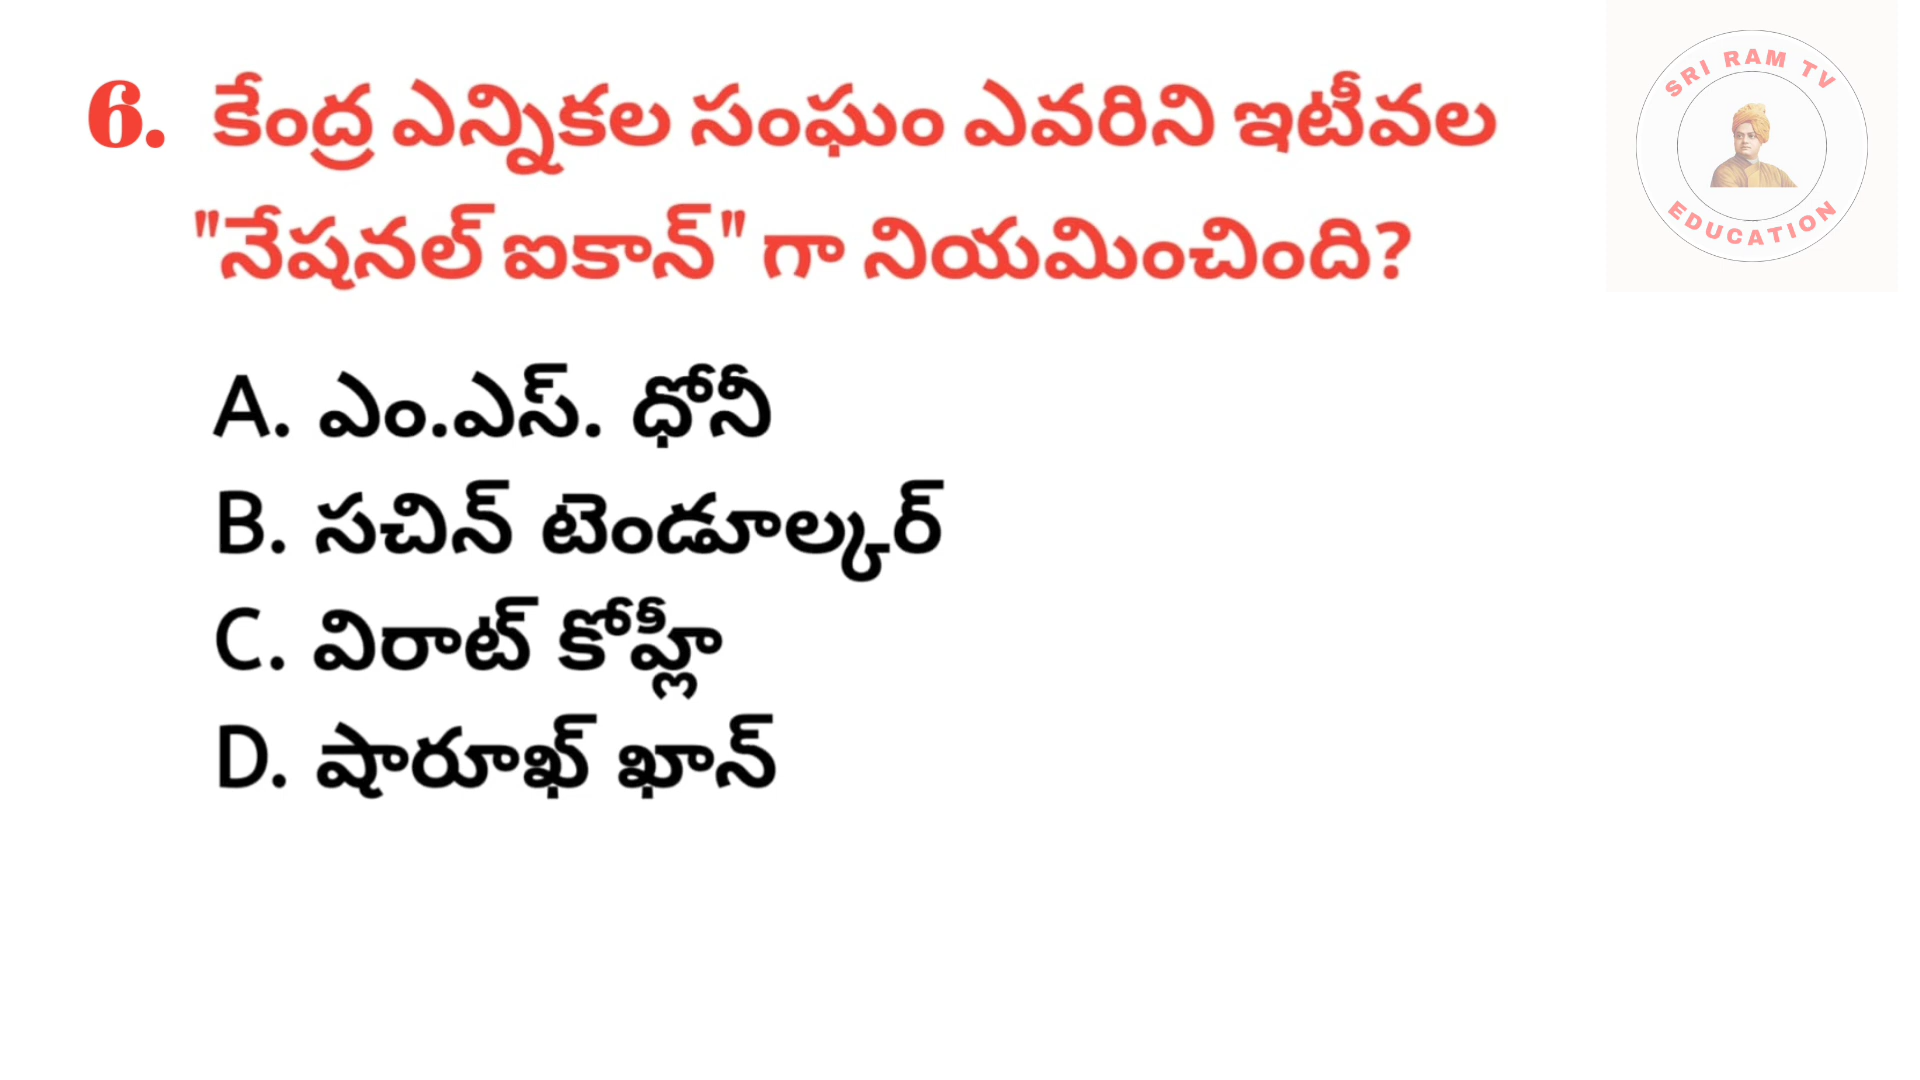 6. కేంద్ర ఎన్నికల సంఘం ఎవరిని ఇటీవల
"నేషనల్ ఐకాన్" గా నియమించింది?
SRI RAM TV
EDUCATION
A. ఎం.ఎస్. ధోనీ
B. సచిన్ టెండూల్కర్
C. విరాట్ కోహ్లీ
D. షారూఖ్ ఖాన్